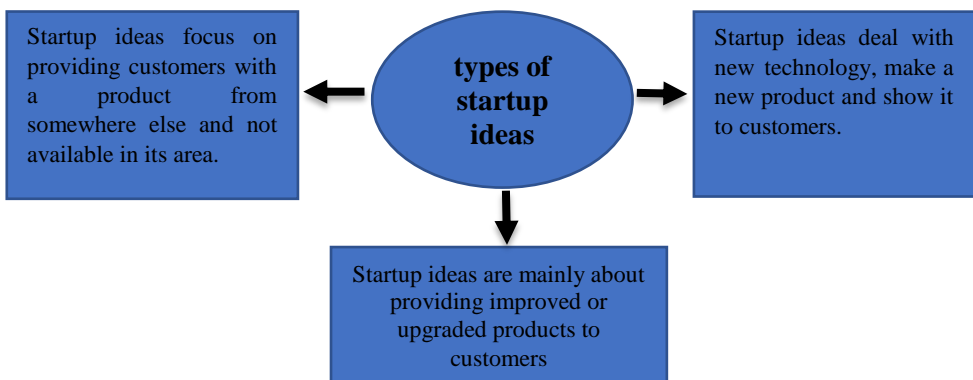 Startup ideas focus on
providing customers with
a product from
somewhere else and not
available in its area.
types of
startup
ideas
Startup ideas deal with
new technology, make a
new product and show it
to customers.
Startup ideas are mainly about
providing improved or
upgraded products to
customers